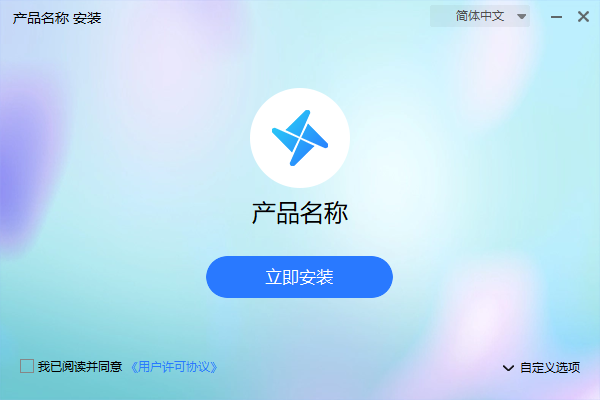 产品名称 安装
简体中文
产品名称
立即安装
我已阅读并同意 《用户许可协议》
自定义选项